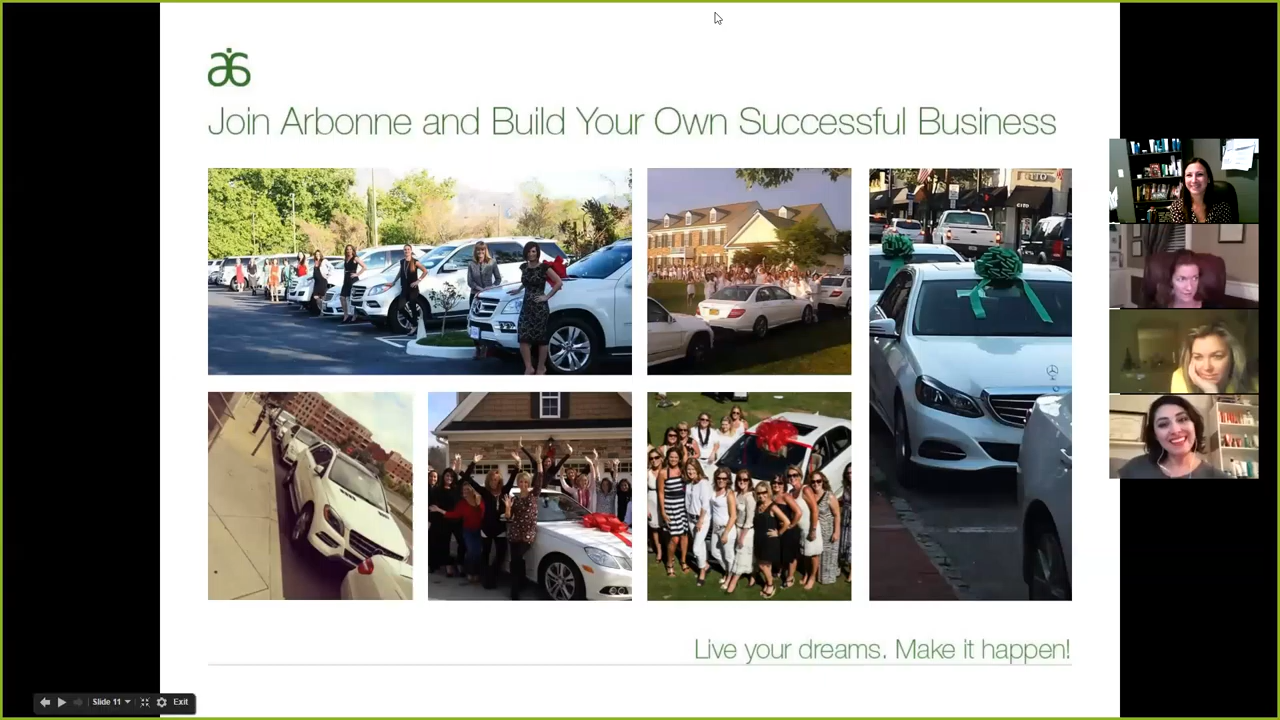 Join Arbonne and Build Your Own Successful Business
Live your dreams. Make it happen!
Slide 11
Exit